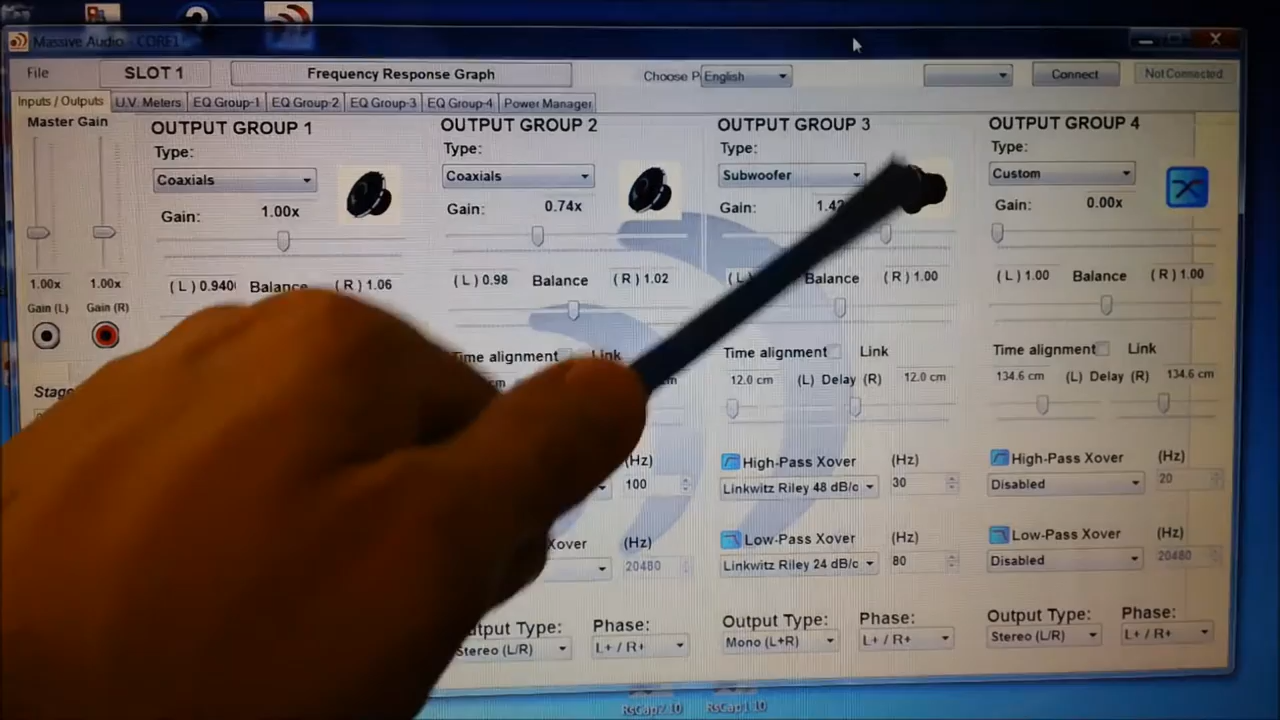 Massive Audio - CORE1
File
SLOT 1
Frequency Response Graph
Choose P
English
Connect
Not Connected
Inputs / Outputs
U.V. Meters
EQ Group-1
EQ Group-2
EQ Group-3
EQ Group-4
Power Manager
Master Gain
1.00x
1.00x
Gain (L)
Gain (R)
OUTPUT GROUP 1
Type:
Coaxials
Gain:
1.00x
( L ) 0.940
Balance
( R ) 1.06
OUTPUT GROUP 2
Type:
Coaxials
Gain:
0.74x
( L ) 0.98
Balance
( R ) 1.02
Time alignment
Link
(Hz)
100
Xover
(Hz)
20480
utput Type:
Stereo (L/R)
Phase:
L+ / R+
OUTPUT GROUP 3
Type:
Subwoofer
Gain:
1.42
( L
Balance
( R ) 1.00
Time alignment
Link
12.0 cm
(L) Delay (R)
12.0 cm
High-Pass Xover
(Hz)
Linkwitz Riley 48 dB/c
30
Low-Pass Xover
(Hz)
Linkwitz Riley 24 dB/c
80
Output Type:
Mono (L+R)
Phase:
L+ / R+
OUTPUT GROUP 4
Type:
Custom
Gain:
0.00x
( L ) 1.00
Balance
( R ) 1.00
Time alignment
Link
134.6 cm
(L) Delay (R)
134.6 cm
High-Pass Xover
(Hz)
Disabled
20
Low-Pass Xover
(Hz)
Disabled
20480
Output Type:
Stereo (L/R)
Phase:
L+ / R+